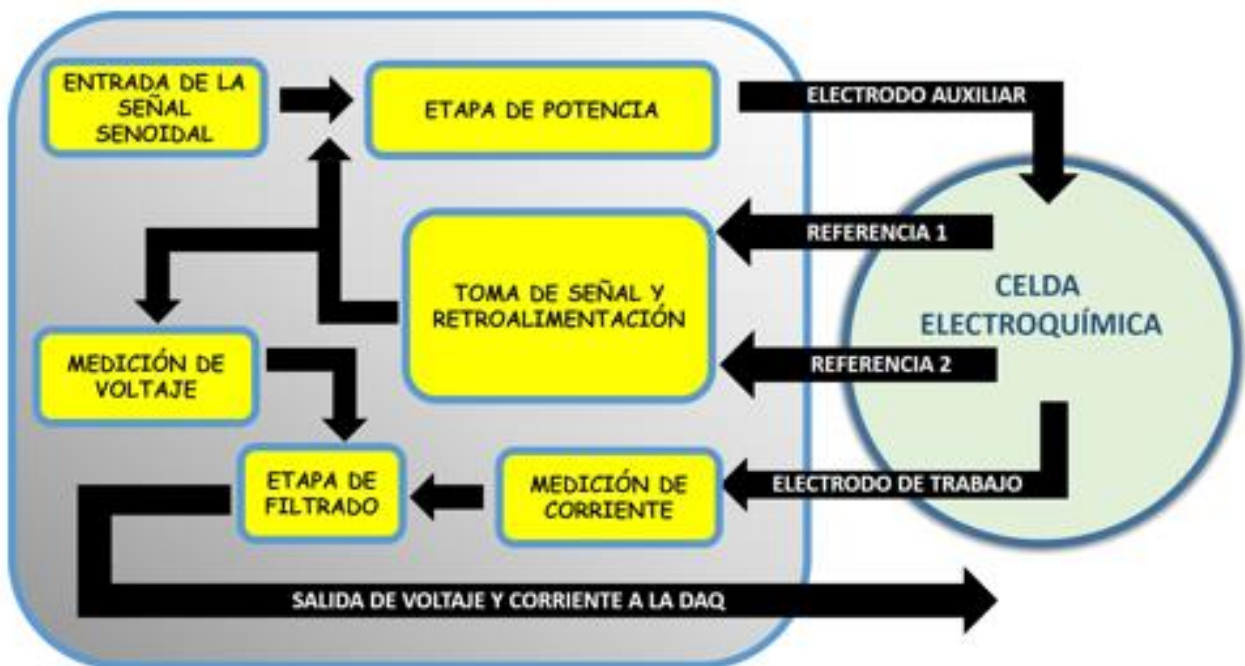 ENTRADA DE LA
SEÑAL
SENOIDAL
ETAPA DE POTENCIA
ELECTRODO AUXILIAR
REFERENCIA 1
TOMA DE SEÑAL Y
RETROALIMENTACIÓN
CELDA
ELECTROQUÍMICA
REFERENCIA 2
MEDICIÓN DE
VOLTAJE
ETAPA DE
FILTRADO
MEDICIÓN DE
CORRIENTE
ELECTRODO DE TRABAJO
SALIDA DE VOLTAJE Y CORRIENTE A LA DAQ